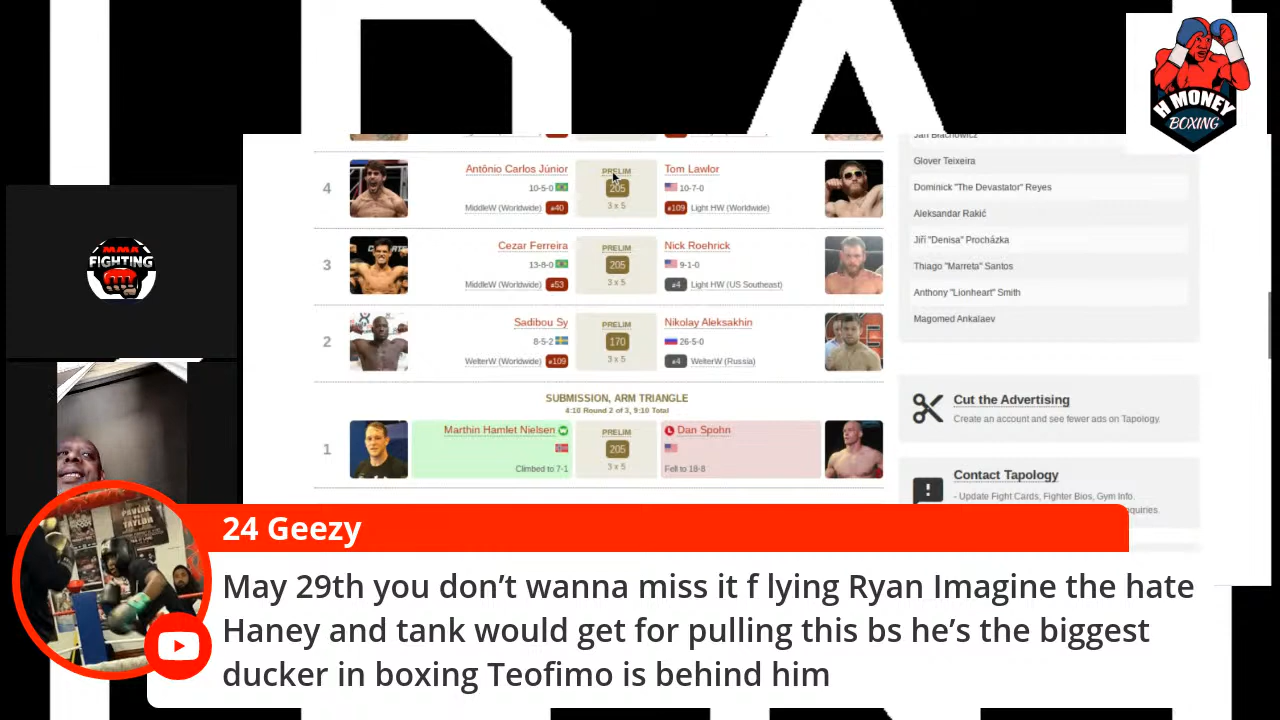 H MONEY
BOXING
MMA
FIGHTING
Jan Blachowicz
Glover Teixeira
Dominick "The Devastator" Reyes
Aleksandar Rakić
Jiří "Denisa" Procházka
Thiago "Marreta" Santos
Anthony "Lionheart" Smith
Magomed Ankalaev
4
Antônio Carlos Júnior
10-5-0
MiddleW (Worldwide) #40
PRELIM
205
3 x 5
Tom Lawlor
10-7-0
#109 Light HW (Worldwide)
3
Cezar Ferreira
13-8-0
MiddleW (Worldwide) #53
PRELIM
205
3 x 5
Nick Roehrick
9-1-0
#4 Light HW (US Southeast)
2
Sadibou Sy
8-5-2
WelterW (Worldwide) #109
PRELIM
170
3 x 5
Nikolay Aleksakhin
26-5-0
#4 WelterW (Russia)
SUBMISSION, ARM TRIANGLE
4:10 Round 2 of 3, 9:10 Total
1
Marthin Hamlet Nielsen
Climbed to 7-1
PRELIM
205
3 x 5
L Dan Spohn
Fell to 18-8
Cut the Advertising
Create an account and see fewer ads on Tapology.
Contact Tapology
- Update Fight Cards, Fighter Bios, Gym Info.
PAVLIK
TAYLOR
24 Geezy
May 29th you don't wanna miss it f lying Ryan Imagine the hate
Haney and tank would get for pulling this bs he's the biggest
ducker in boxing Teofimo is behind him